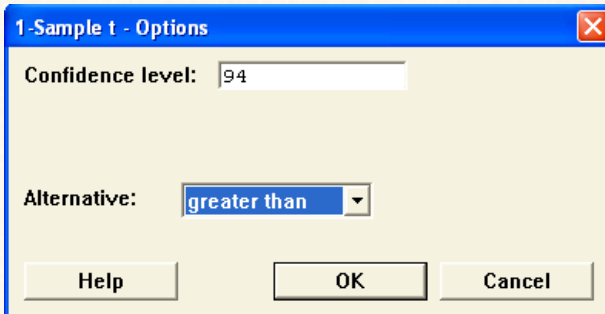 1-Sample t - Options
Confidence level: 94
Alternative: greater than
Help OK Cancel